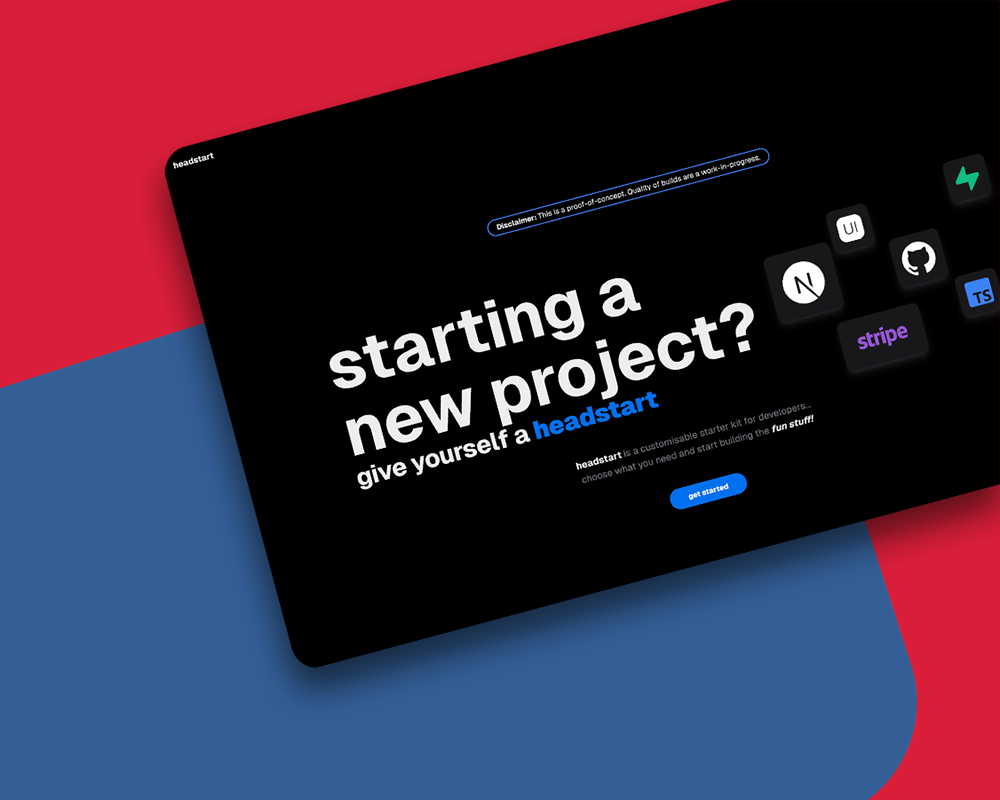 headstart
Disclaimer: This is a proof-of-concept. Quality of builds are a work-in-progress.
starting a
new project?
give yourself a headstart
headstart is a customisable starter kit for developers...
choose what you need and start building the fun stuff!
get started
UI
N
TS
stripe